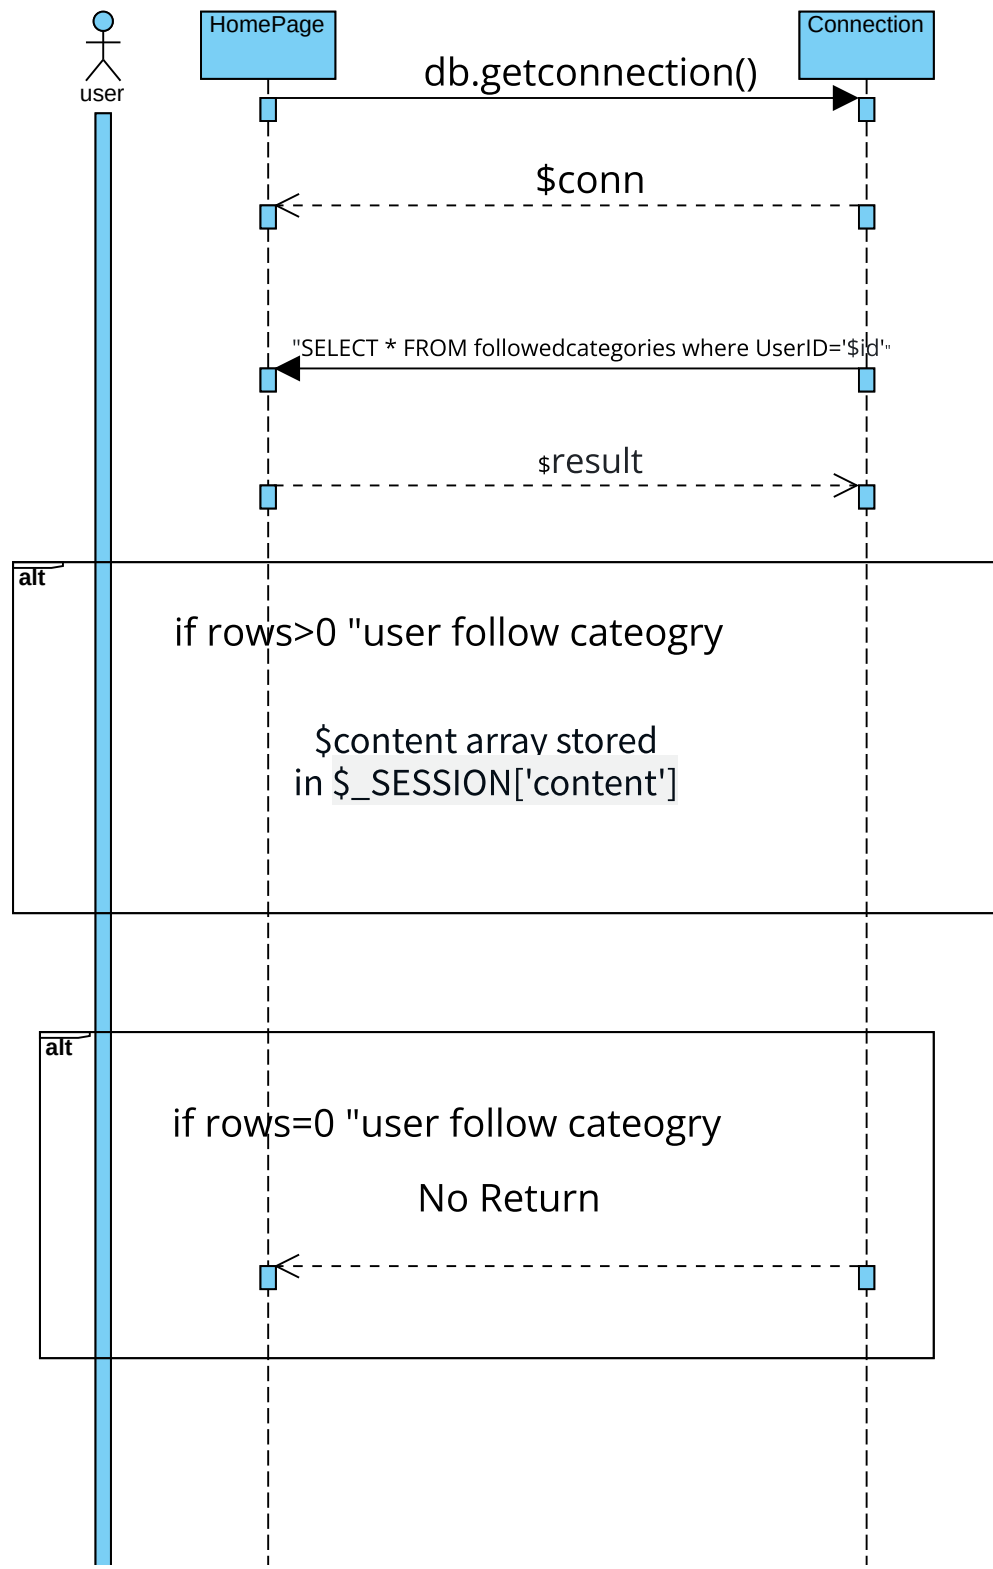 user
HomePage
Connection
db.getconnection()
$conn
"SELECT * FROM followedcategories where UserID='$id'"
$result
alt
if rows>0 "user follow cateogry
$content array stored
in $_SESSION['content']
alt
if rows=0 "user follow cateogry
No Return